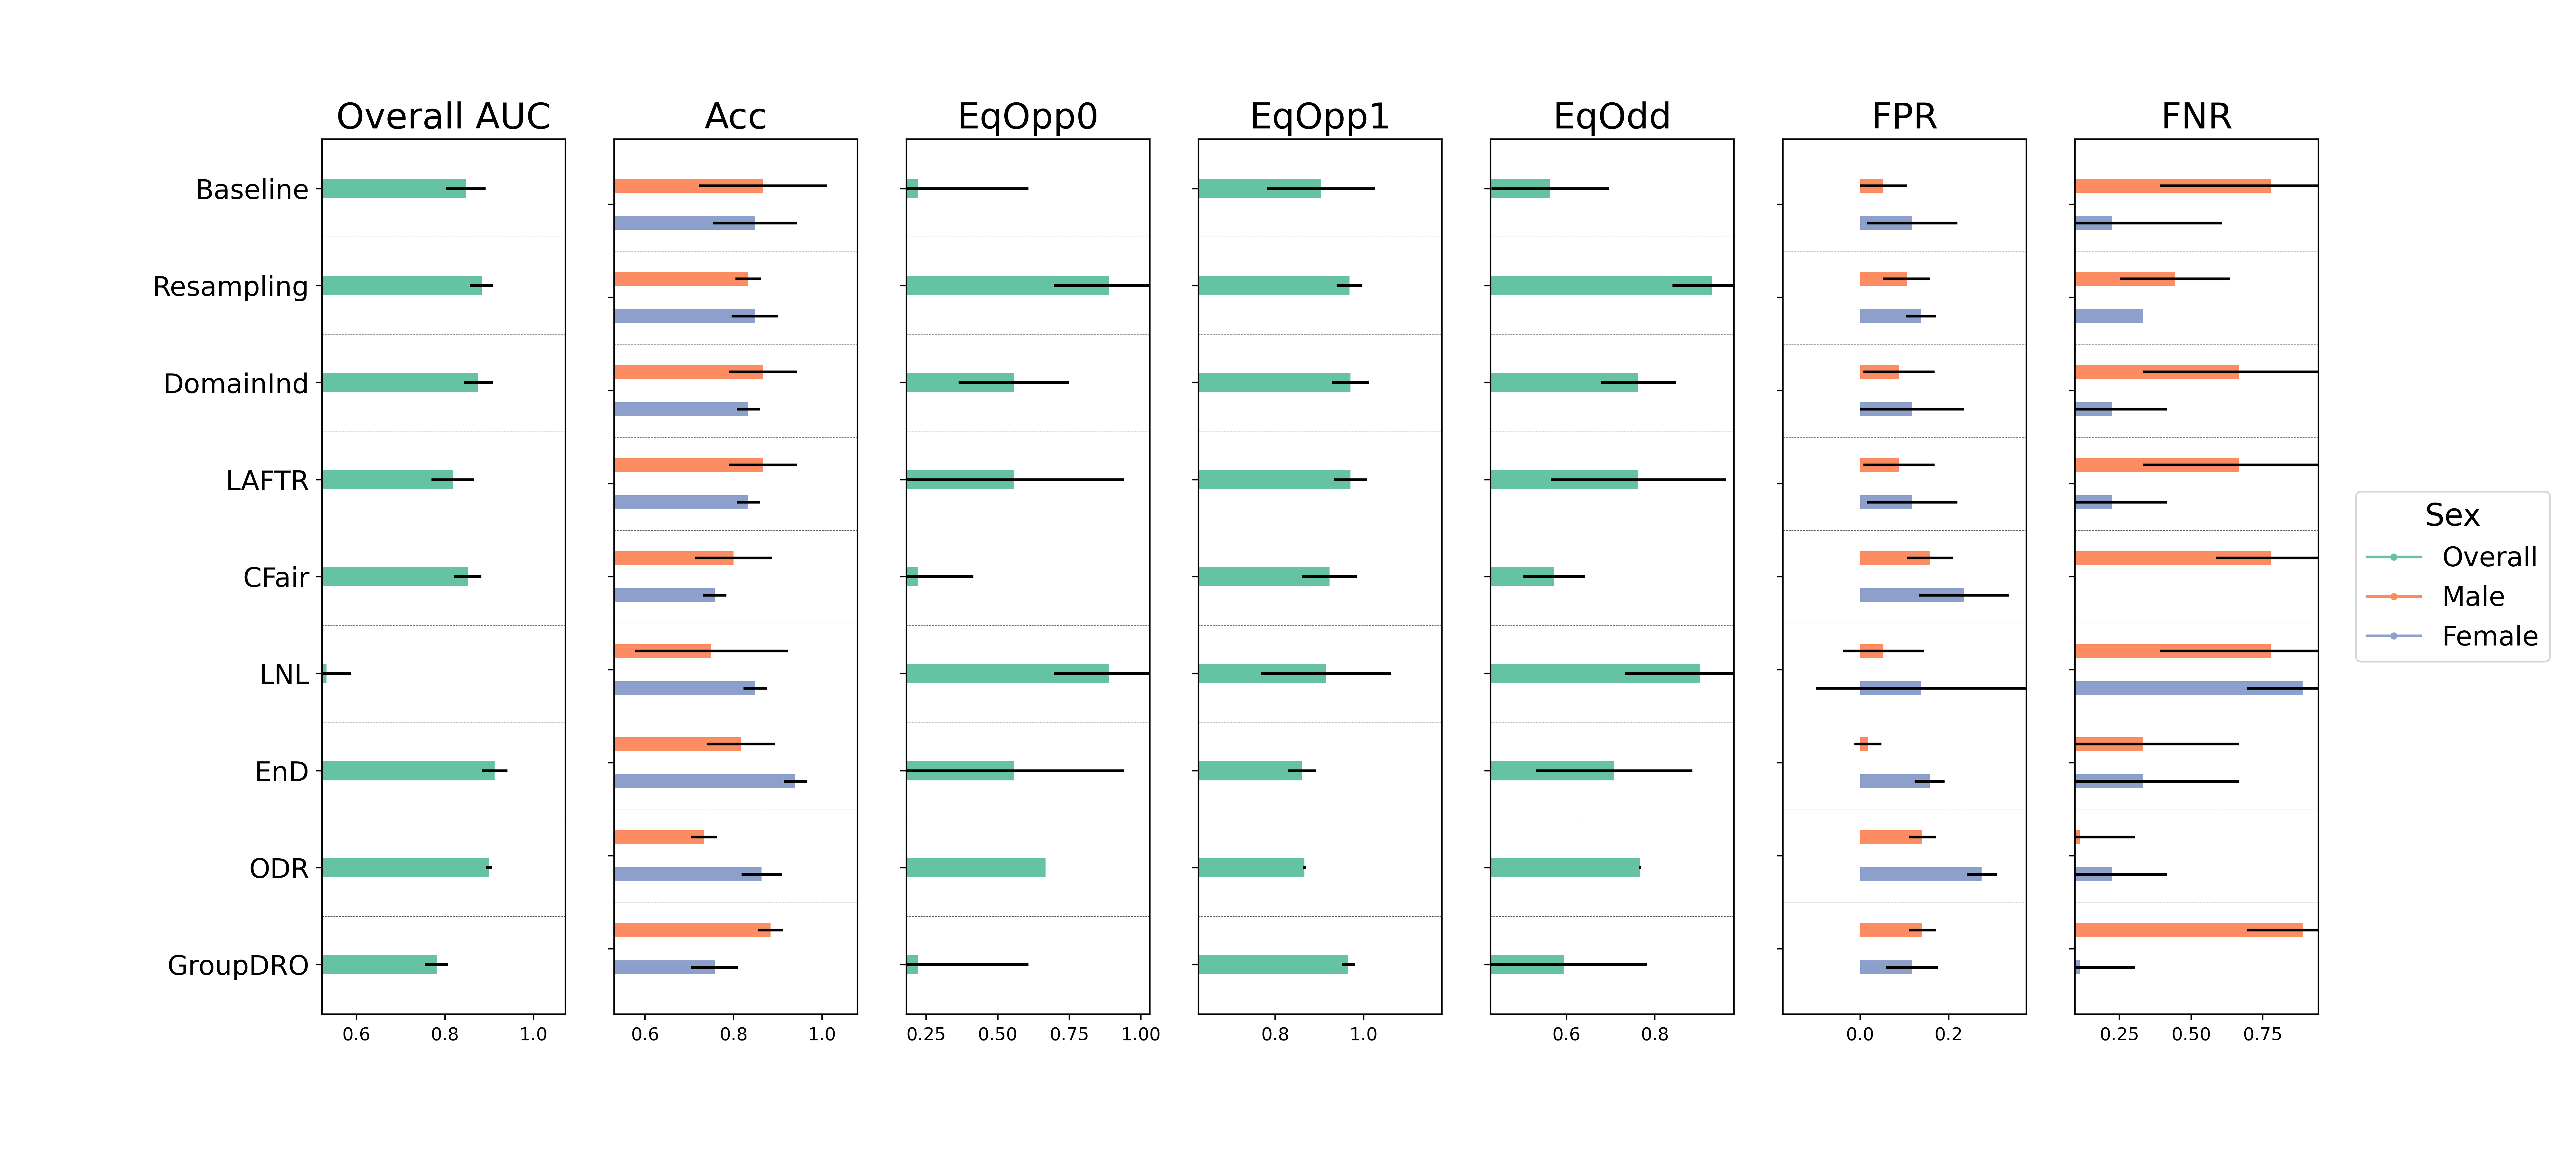 Overall AUC
Acc
EqOpp0
EqOpp1
EqOdd
FPR
FNR
Baseline
Resampling
DomainInd
LAFTR
CFair
LNL
EnD
ODR
GroupDRO
0.6 0.8 1.0
0.6 0.8 1.0
0.25 0.50 0.75 1.00
0.8 1.0
0.6 0.8
0.0 0.2
0.25 0.50 0.75
Sex
Overall
Male
Female